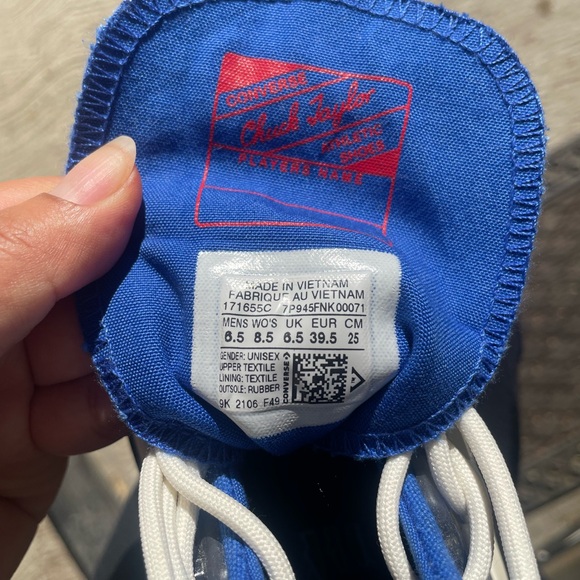 CONVERSE
Chuck Taylor
ATHLETIC
SHOES
PLAYERS NAME
MADE IN VIETNAM
FABRIQUE AU VIETNAM
171655C 7P945FNK00071
MENS WO'S UK EUR CM
6.5 8.5 6.5 39.5 25
GENDER: UNISEX
UPPER TEXTILE
LINING: TEXTILE
OUTSOLE: RUBBER
9K 2106 F49
CONVERSE